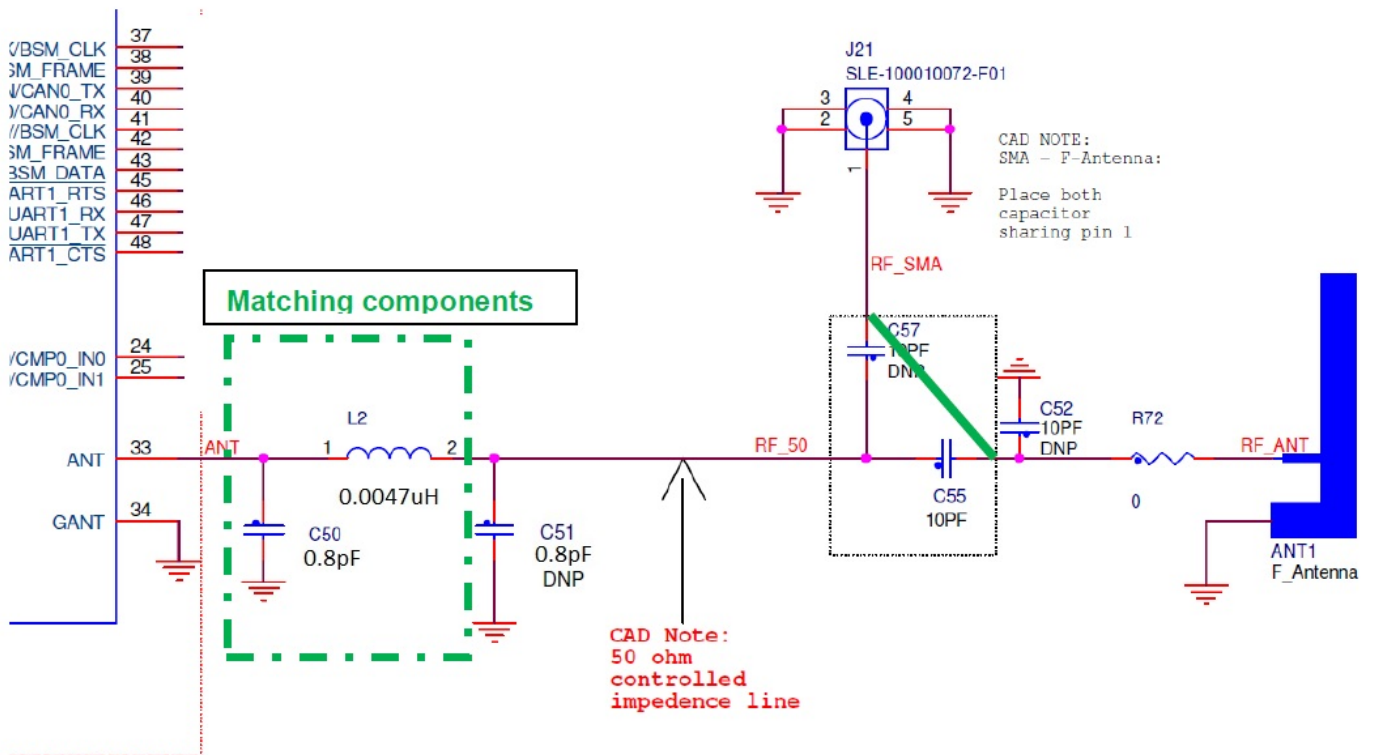 37
/BSM_CLK
38
SM_FRAME
39
N/CAN0_TX
40
/CAN0_RX
41
/BSM_CLK
42
SM_FRAME
43
BSM_DATA
45
ART1_RTS
46
UART1_RX
47
UART1_TX
48
ART1_CTS
24
/CMP0_IN0
25
/CMP0_IN1
33
ANT
34
GANT
Matching components
ANT
L2
1
2
0.0047uH
C50
0.8pF
C51
0.8pF
DNP
RF_50
CAD Note:
50 ohm
controlled
impedence line
J21
SLE-100010072-F01
3
4
2
5
1
CAD NOTE:
SMA - F-Antenna:
Place both
capacitor
sharing pin 1
RF_SMA
C57
10PF
DNP
C55
10PF
C52
10PF
DNP
R72
0
RF_ANT
ANT1
F_Antenna